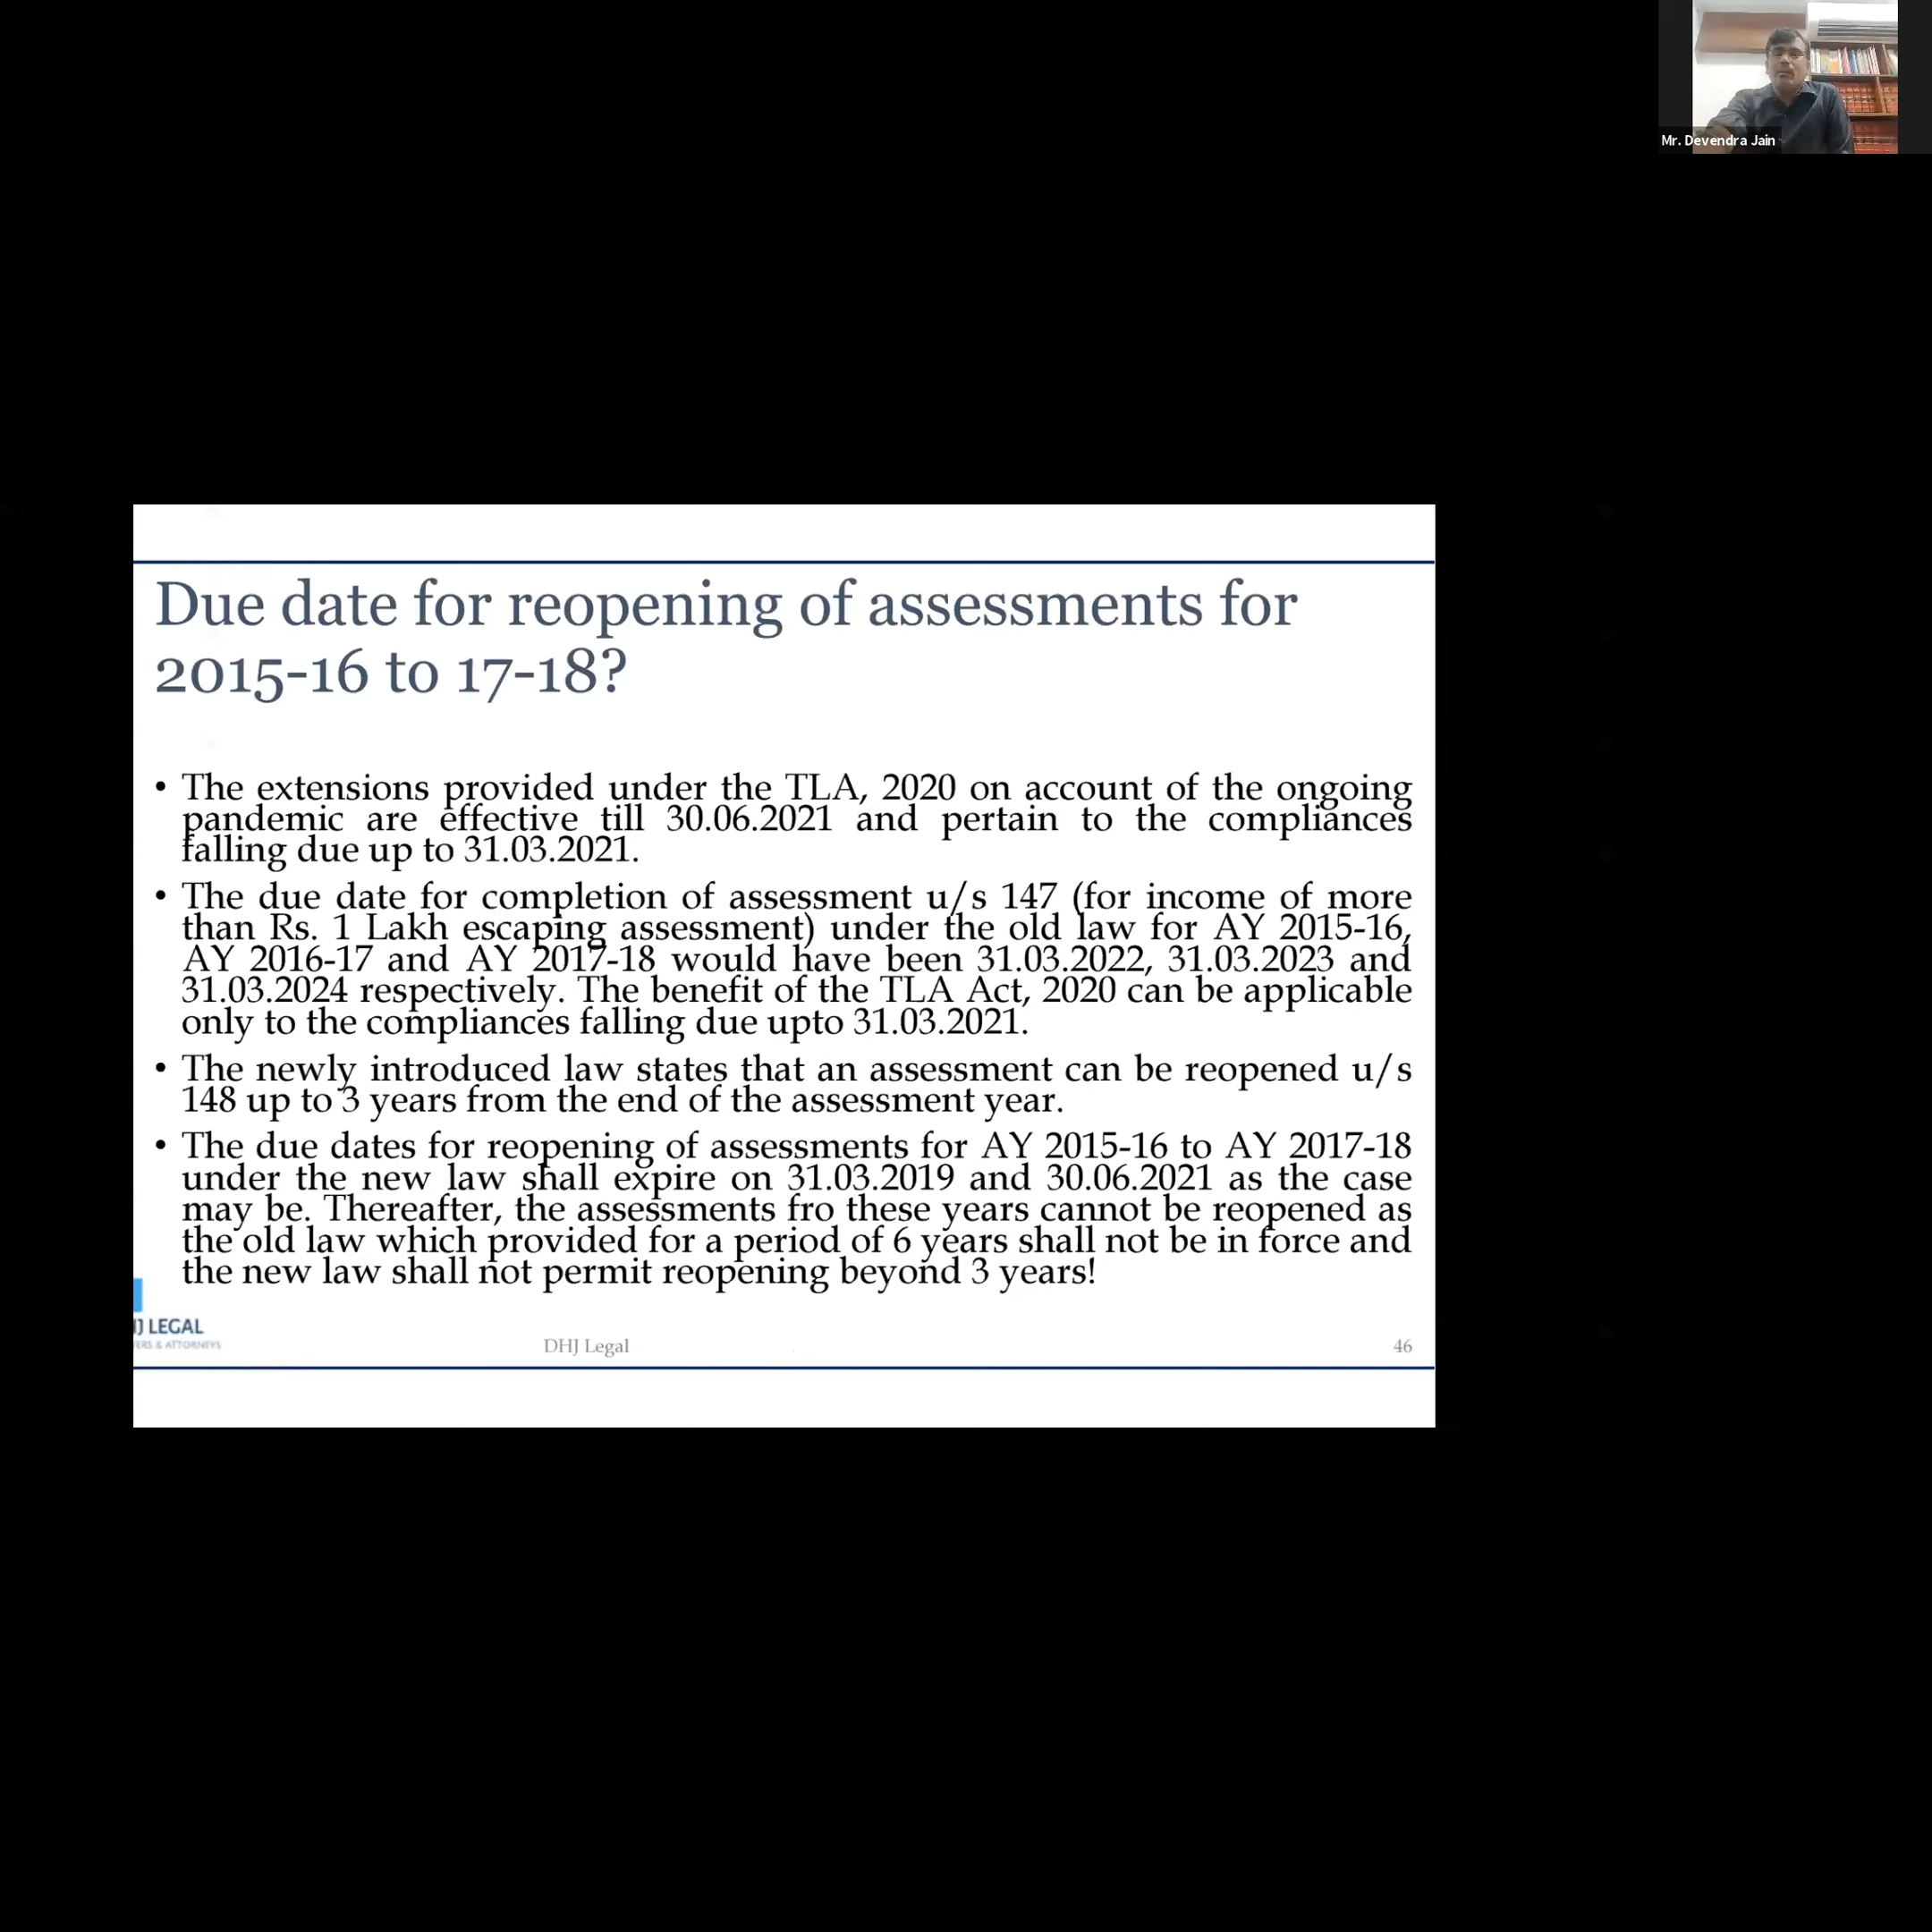 Mr. Devendra Jain
Due date for reopening of assessments for
2015-16 to 17-18?
• The extensions provided under the TLA, 2020 on account of the ongoing
pandemic are effective till 30.06.2021 and pertain to the compliances
falling due up to 31.03.2021.
• The due date for completion of assessment u/s 147 (for income of more
than Rs. 1 Lakh escaping assessment) under the old law for AY 2015-16,
AY 2016-17 and AY 2017-18 would have been 31.03.2022, 31.03.2023 and
31.03.2024 respectively. The benefit of the TLA Act, 2020 can be applicable
only to the compliances falling due upto 31.03.2021.
• The newly introduced law states that an assessment can be reopened u/s
148 up to 3 years from the end of the assessment year.
• The due dates for reopening of assessments for AY 2015-16 to AY 2017-18
under the new law shall expire on 31.03.2019 and 30.06.2021 as the case
may be. Thereafter, the assessments fro these years cannot be reopened as
the old law which provided for a period of 6 years shall not be in force and
the new law shall not permit reopening beyond 3 years!
J LEGAL
ERS & ATTORNEYS
DHJ Legal
46